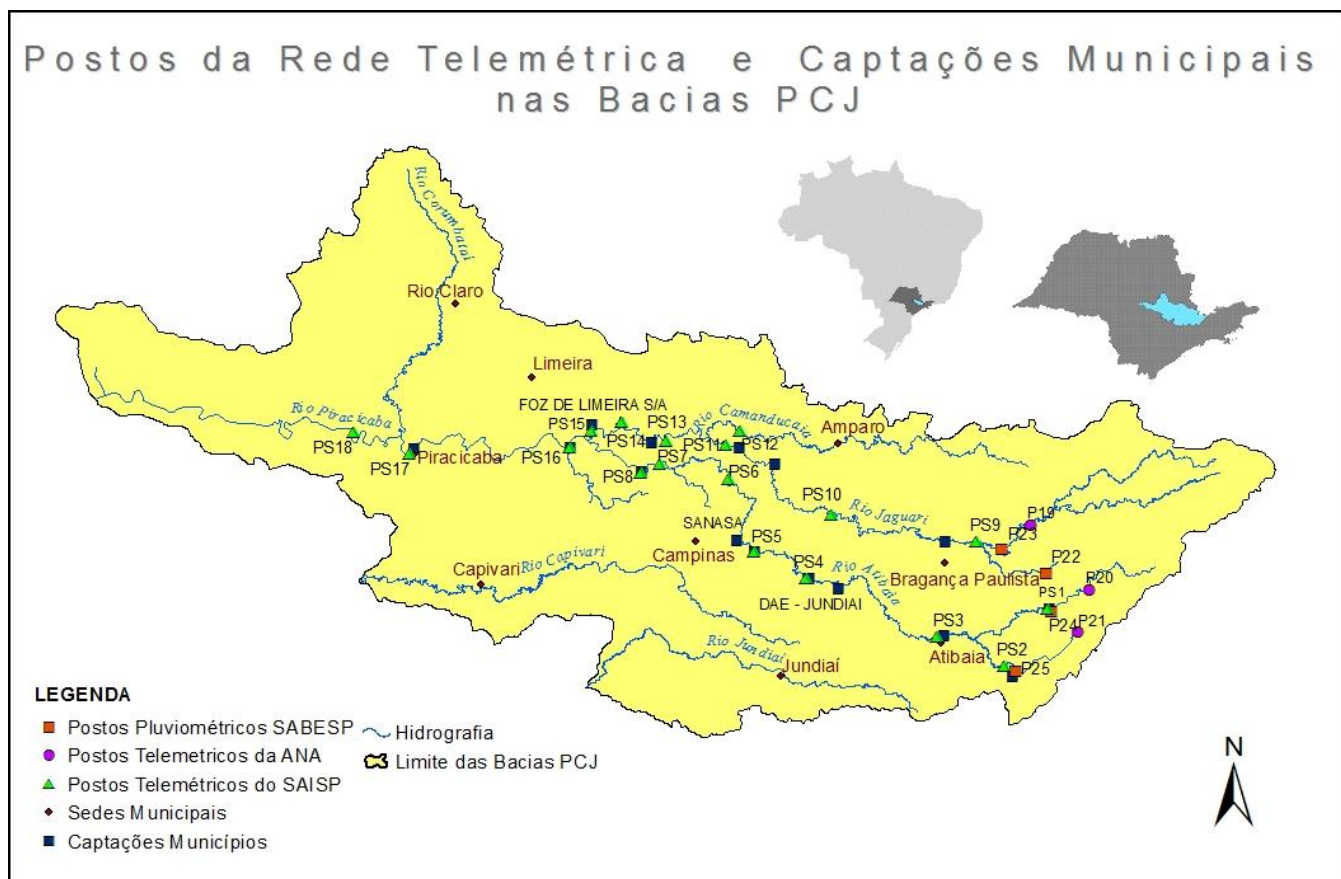 Postos da Rede Telemétrica e Captações Municipais
nas Bacias PCJ
Rio Corumbataí
Rio Claro
Limeira
FOZ DE LIMEIRA S/A
Rio Piracicaba
PS18
PS17
Piracicaba
PS15
PS16
PS14
PS13
PS7
PS8
Rio Camanducaia
PS11
PS12
Amparo
PS6
PS10
Rio Jaguari
PS9
P19
P23
P22
P20
SANASA
Campinas
PS5
PS4
Rio Atibaia
Bragança Paulista
PS1
P24
P21
Capivari
Rio Capivari
DAE - JUNDIAI
PS3
Atibaia
PS2
P25
Rio Jundiaí
Jundiaí
LEGENDA
Postos Pluviométricos SABESP
Postos Telemetricos da ANA
Postos Telemétricos do SAISP
Sedes Municipais
Captações Municípios
Hidrografia
Limite das Bacias PCJ
N